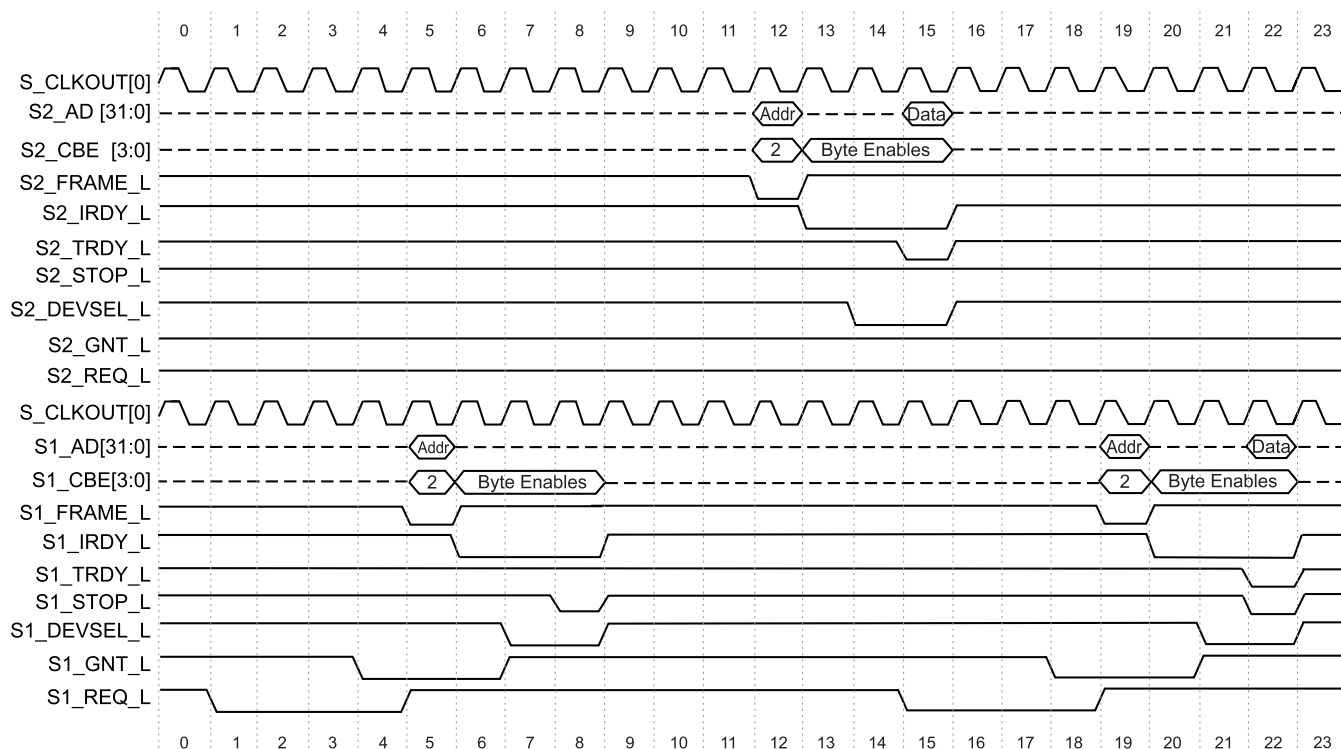 0 1 2 3 4 5 6 7 8 9 10 11 12 13 14 15 16 17 18 19 20 21 22 23
S_CLKOUT[0]
S2_AD [31:0] Addr Data
S2_CBE [3:0] 2 Byte Enables
S2_FRAME_L
S2_IRDY_L
S2_TRDY_L
S2_STOP_L
S2_DEVSEL_L
S2_GNT_L
S2_REQ_L
S_CLKOUT[0]
S1_AD[31:0] Addr Addr Data
S1_CBE[3:0] 2 Byte Enables 2 Byte Enables
S1_FRAME_L
S1_IRDY_L
S1_TRDY_L
S1_STOP_L
S1_DEVSEL_L
S1_GNT_L
S1_REQ_L
0 1 2 3 4 5 6 7 8 9 10 11 12 13 14 15 16 17 18 19 20 21 22 23